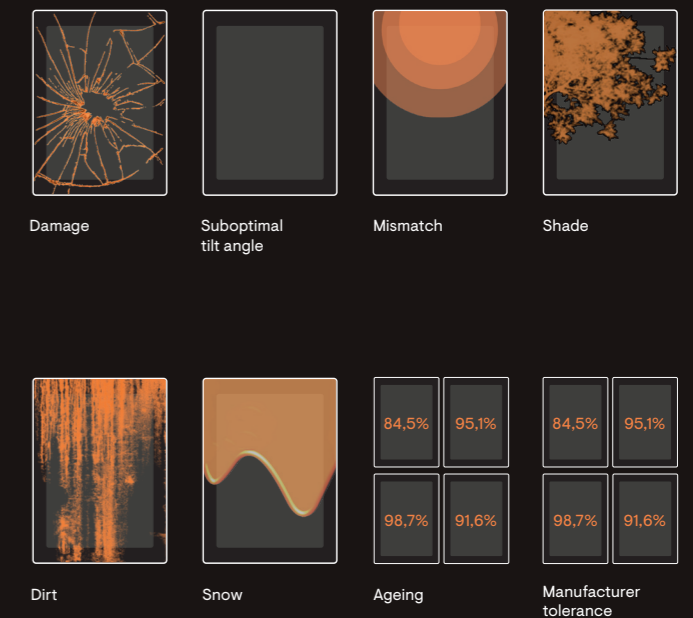 Damage
Suboptimal
tilt angle
Mismatch
Shade
84,5% 95,1%
98,7% 91,6%
84,5% 95,1%
98,7% 91,6%
Dirt
Snow
Ageing
Manufacturer
tolerance